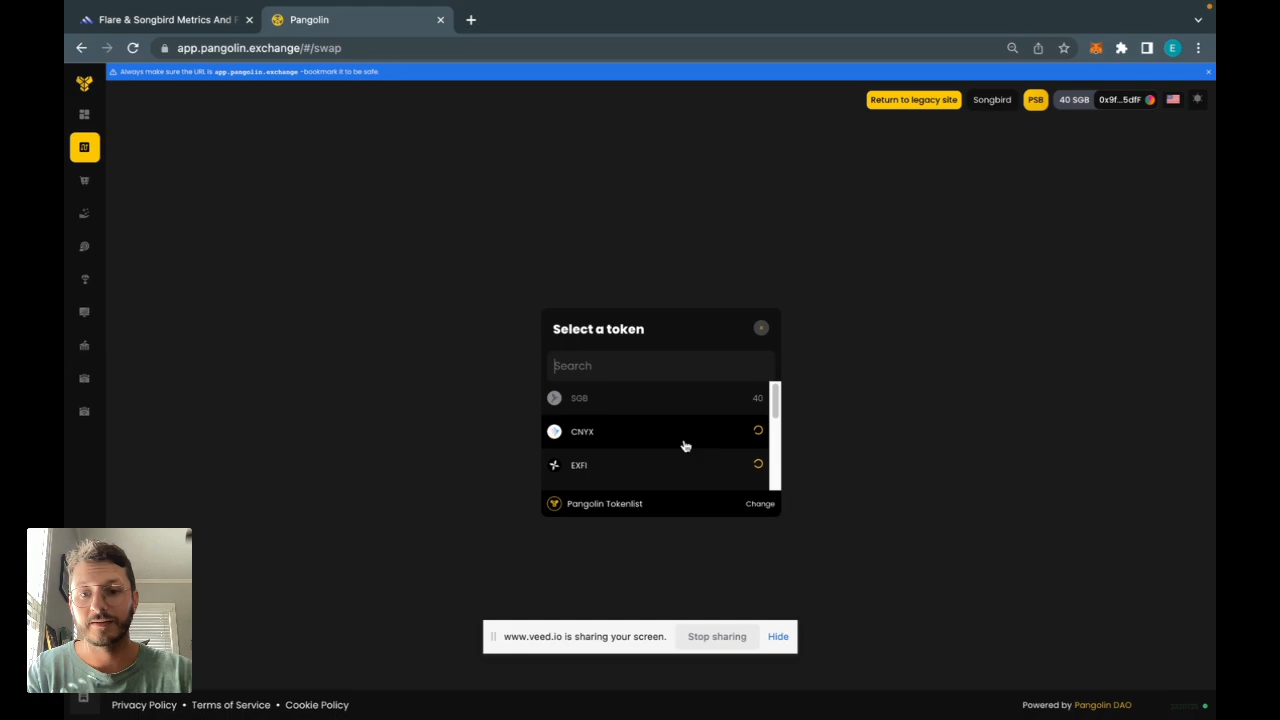 Flare & Songbird Metrics And F
Pangolin
app.pangolin.exchange/#/swap
E
Always make sure the URL is app.pangolin.exchange - bookmark it to be safe.
Return to legacy site
Songbird
PSB
40 SGB
0x9f...5dfF
Select a token
Search
SGB
40
CNYX
EXFI
Pangolin Tokenlist
Change
www.veed.io is sharing your screen.
Stop sharing
Hide
Privacy Policy • Terms of Service • Cookie Policy
Powered by Pangolin DAO